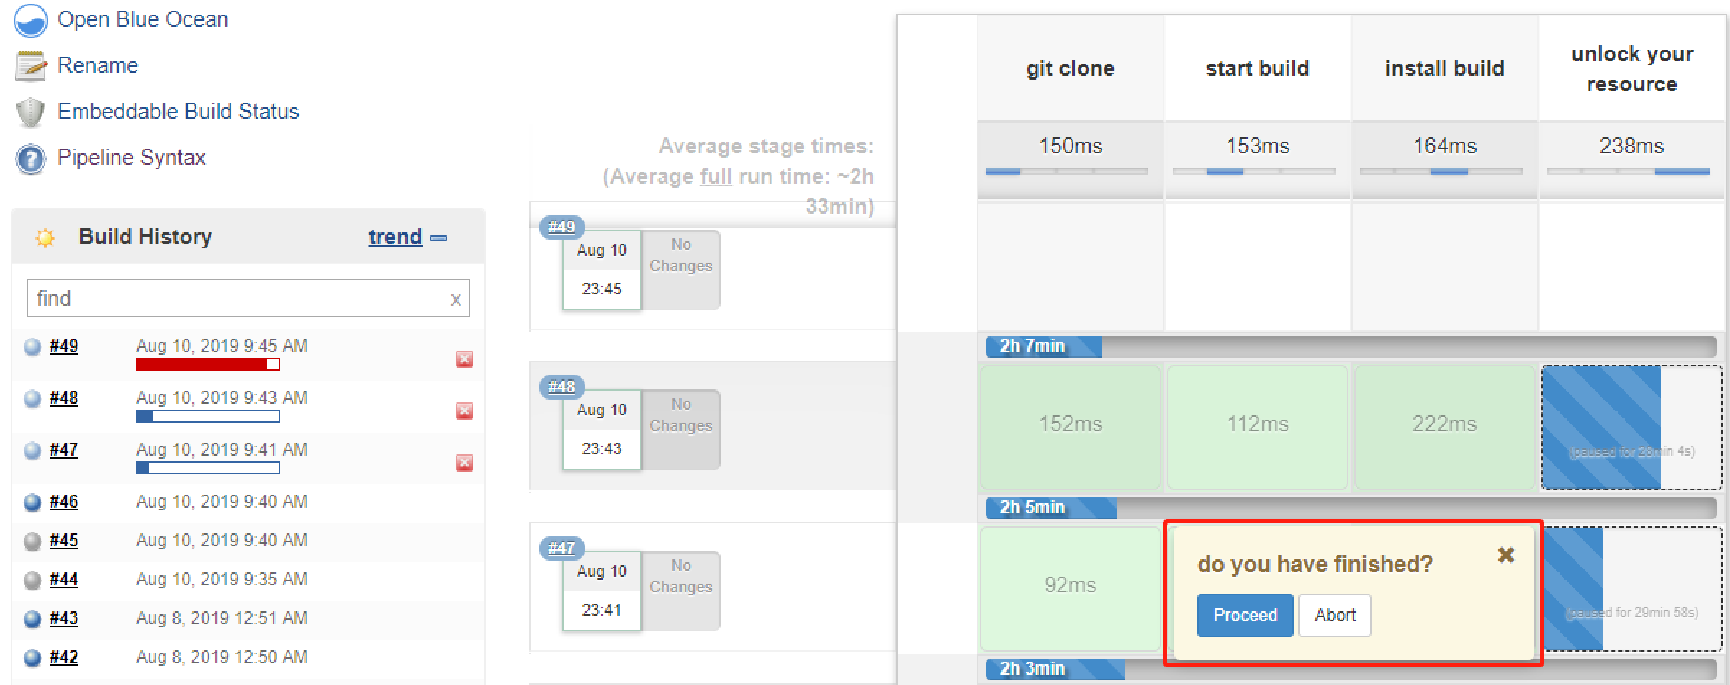 Open Blue Ocean
Rename
Embeddable Build Status
Pipeline Syntax
Build History trend
find x
#49 Aug 10, 2019 9:45 AM
#48 Aug 10, 2019 9:43 AM
#47 Aug 10, 2019 9:41 AM
#46 Aug 10, 2019 9:40 AM
#45 Aug 10, 2019 9:40 AM
#44 Aug 10, 2019 9:35 AM
#43 Aug 8, 2019 12:51 AM
#42 Aug 8, 2019 12:50 AM
Average stage times:
(Average full run time: ~2h
33min)
git clone
start build
install build
unlock your
resource
150ms
153ms
164ms
238ms
#49
Aug 10
23:45
No
Changes
2h 7min
#48
Aug 10
23:43
No
Changes
152ms
112ms
222ms
(paused for 28min 4s)
2h 5min
#47
Aug 10
23:41
No
Changes
92ms
do you have finished?
Proceed
Abort
(paused for 29min 58s)
2h 3min